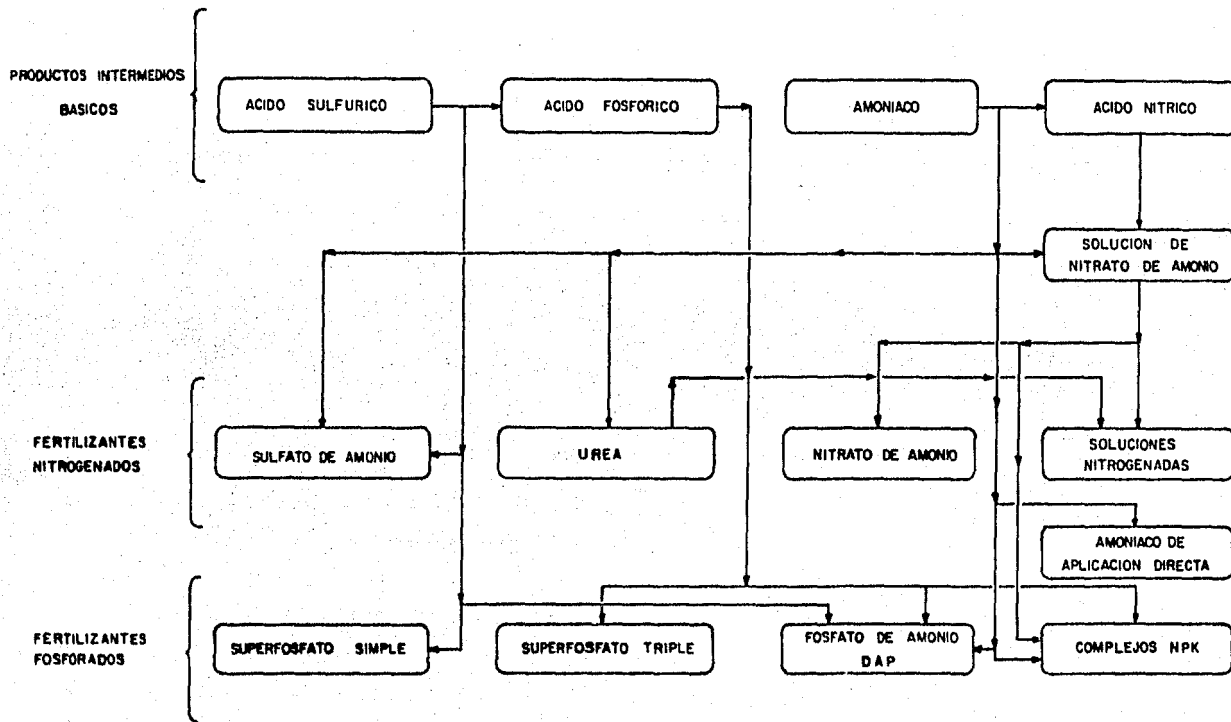 PRODUCTOS INTERMEDIOS
BASICOS
ACIDO SULFURICO
ACIDO FOSFORICO
AMONIACO
ACIDO NITRICO
SOLUCION DE
NITRATO DE AMONIO
FERTILIZANTES
NITROGENADOS
SULFATO DE AMONIO
UREA
NITRATO DE AMONIO
SOLUCIONES
NITROGENADAS
AMONIACO DE
APLICACION DIRECTA
FERTILIZANTES
FOSFORADOS
SUPERFOSFATO SIMPLE
SUPERFOSFATO TRIPLE
FOSFATO DE AMONIO
DAP
COMPLEJOS NPK